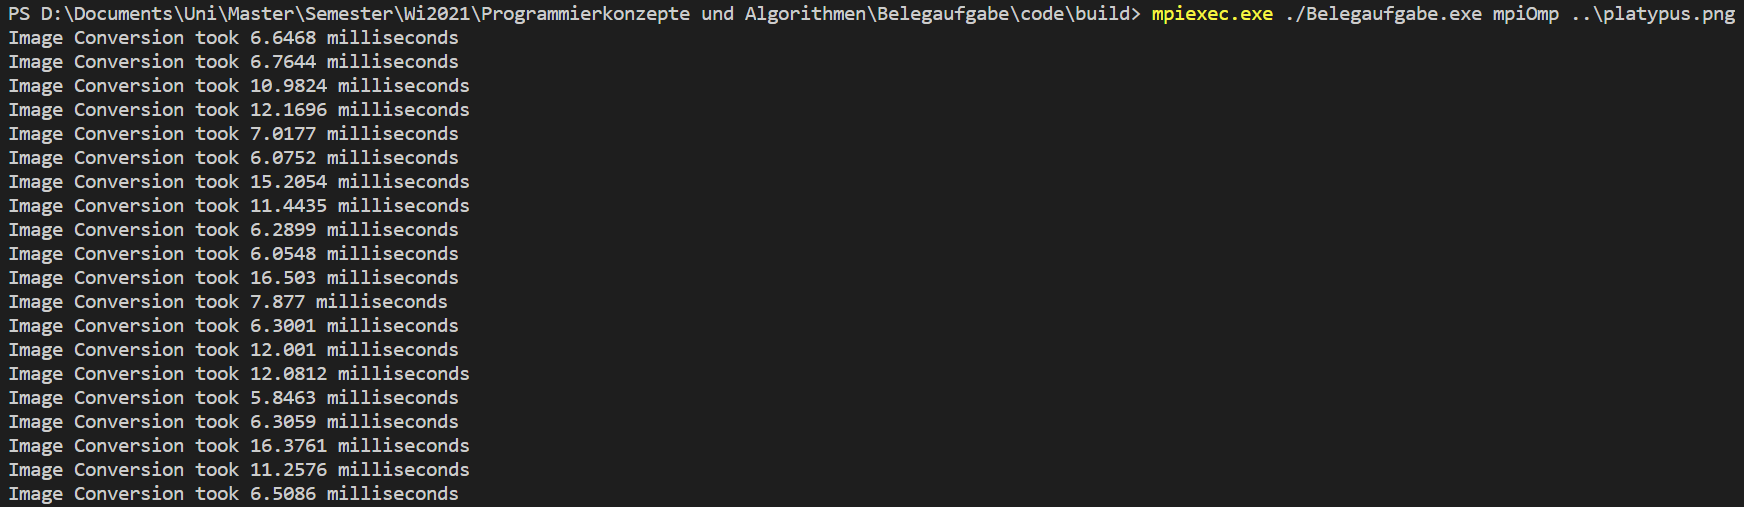 PS D:\Documents\Uni\Master\Semester\Wi2021\Programmierkonzepte und Algorithmen\Belegaufgabe\code\build> mpiexec.exe ./Belegaufgabe.exe mpiOmp ..\platypus.png
Image Conversion took 6.6468 milliseconds
Image Conversion took 6.7644 milliseconds
Image Conversion took 10.9824 milliseconds
Image Conversion took 12.1696 milliseconds
Image Conversion took 7.0177 milliseconds
Image Conversion took 6.0752 milliseconds
Image Conversion took 15.2054 milliseconds
Image Conversion took 11.4435 milliseconds
Image Conversion took 6.2899 milliseconds
Image Conversion took 6.0548 milliseconds
Image Conversion took 16.503 milliseconds
Image Conversion took 7.877 milliseconds
Image Conversion took 6.3001 milliseconds
Image Conversion took 12.001 milliseconds
Image Conversion took 12.0812 milliseconds
Image Conversion took 5.8463 milliseconds
Image Conversion took 6.3059 milliseconds
Image Conversion took 16.3761 milliseconds
Image Conversion took 11.2576 milliseconds
Image Conversion took 6.5086 milliseconds